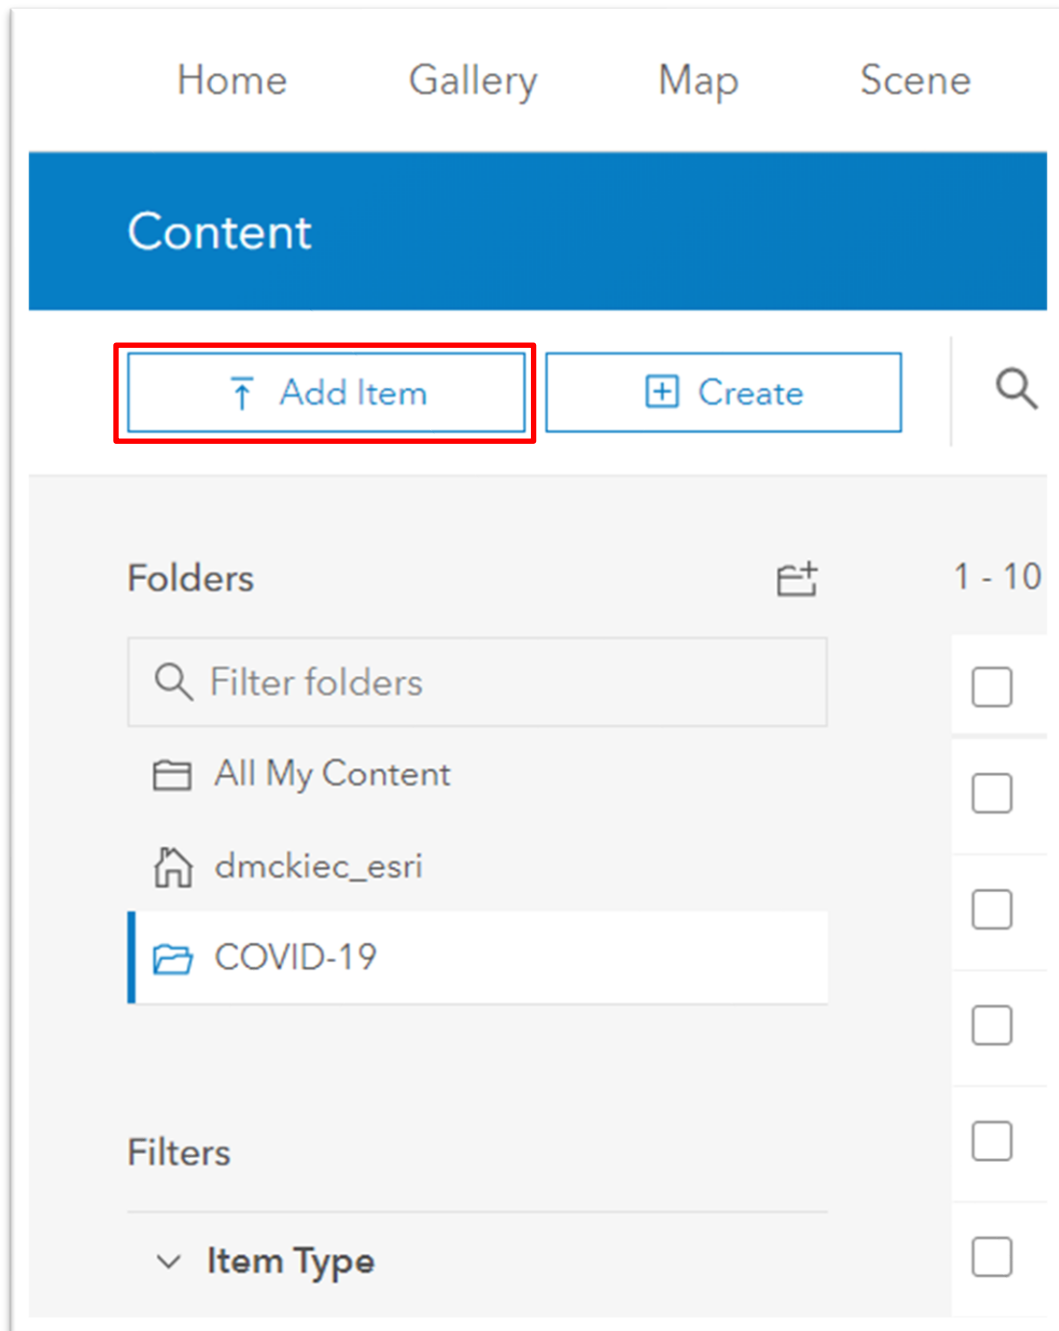 Home Gallery Map Scene
Content
Add Item Create
Folders 1 - 10
Filter folders
All My Content
dmckiec_esri
COVID-19
Filters
Item Type